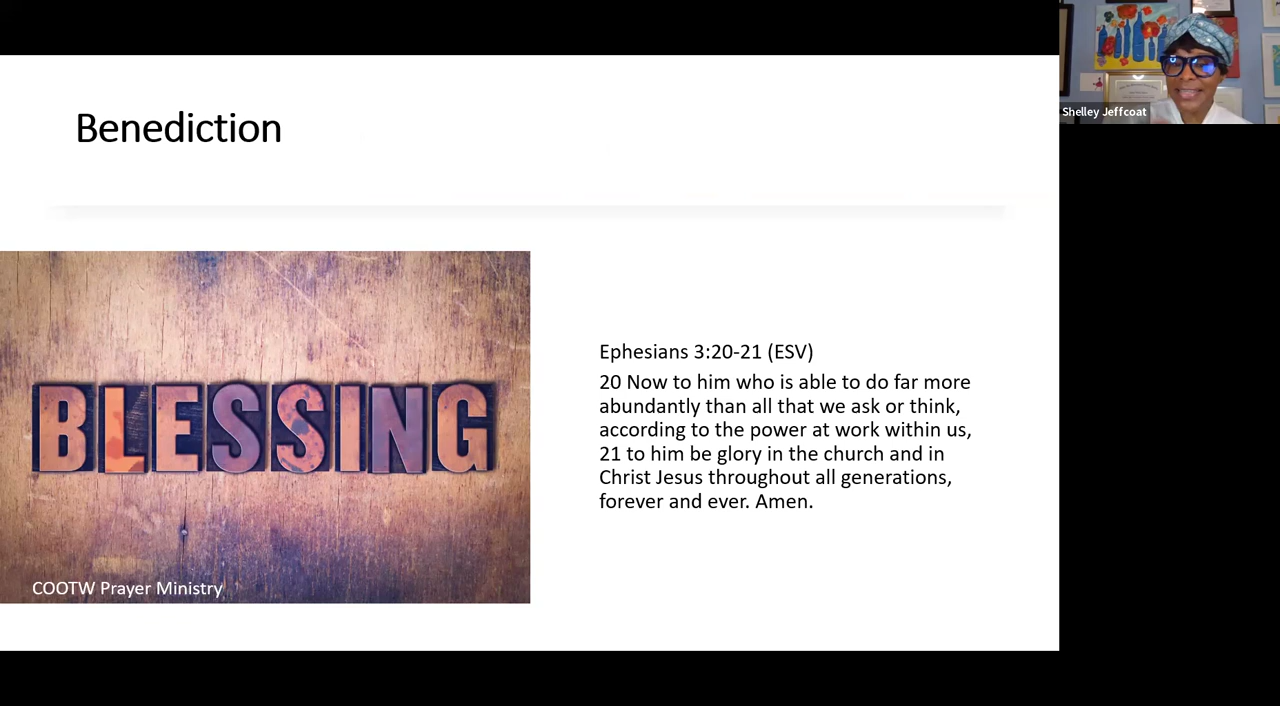 Benediction
Shelley Jeffcoat
BLESSING
COOTW Prayer Ministry
Ephesians 3:20-21 (ESV)
20 Now to him who is able to do far more
abundantly than all that we ask or think,
according to the power at work within us,
21 to him be glory in the church and in
Christ Jesus throughout all generations,
forever and ever. Amen.